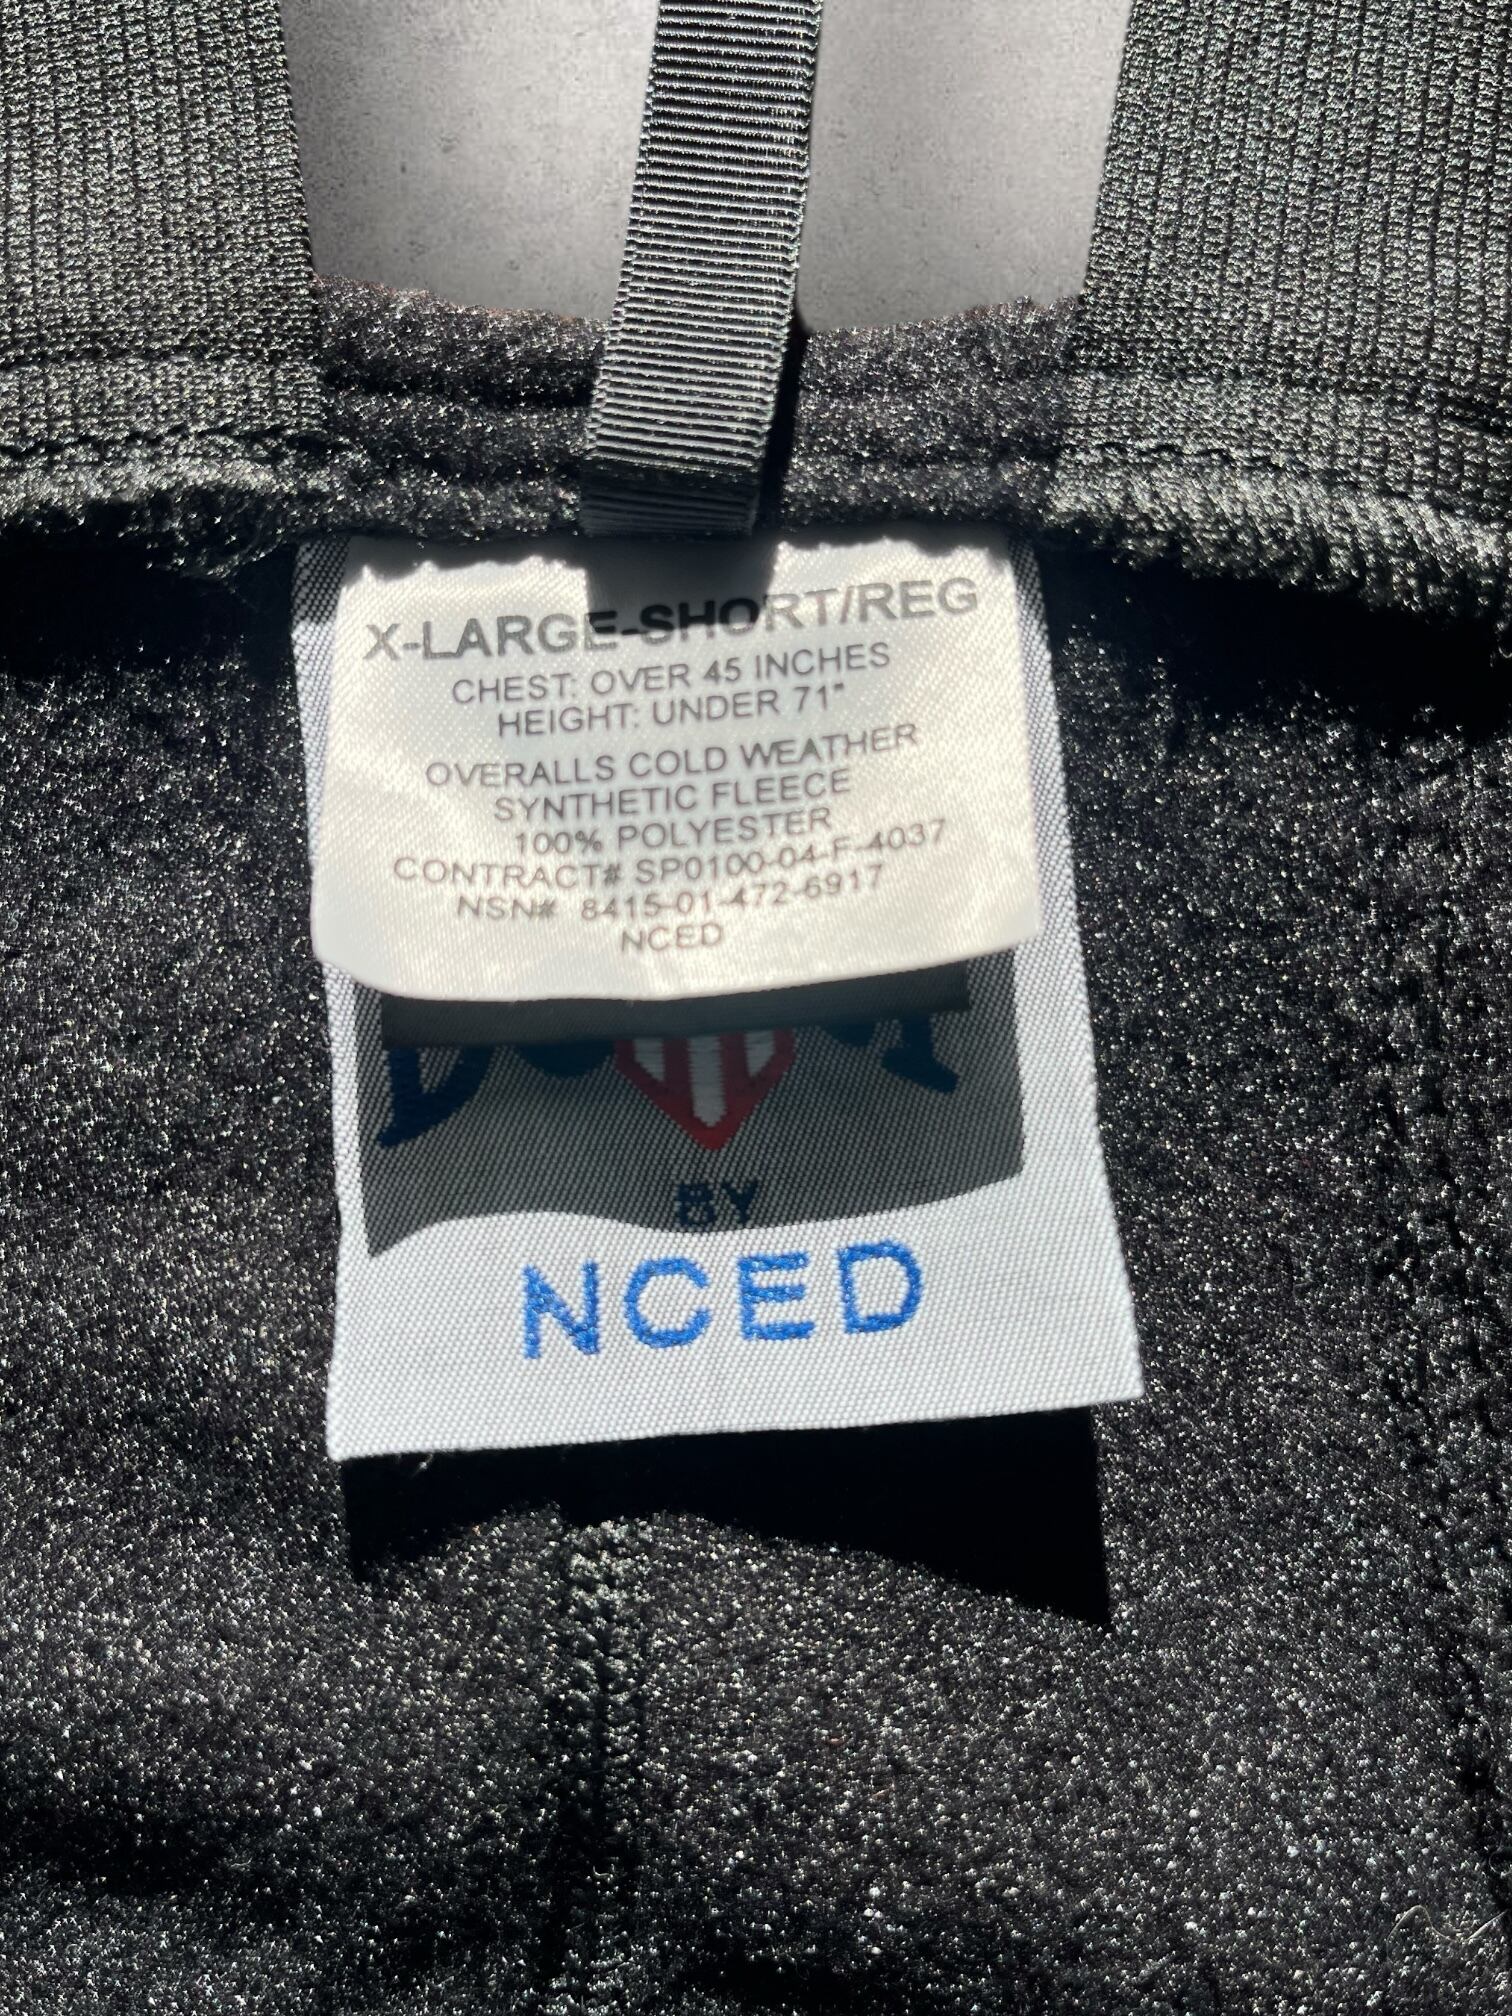 X-LARGE-SHORT/REG
CHEST: OVER 45 INCHES
HEIGHT: UNDER 71"
OVERALLS COLD WEATHER
SYNTHETIC FLEECE
100% POLYESTER
CONTRACT# SP0100-04-F-4037
NSN# 8415-01-472-6917
NCED
BY
NCED